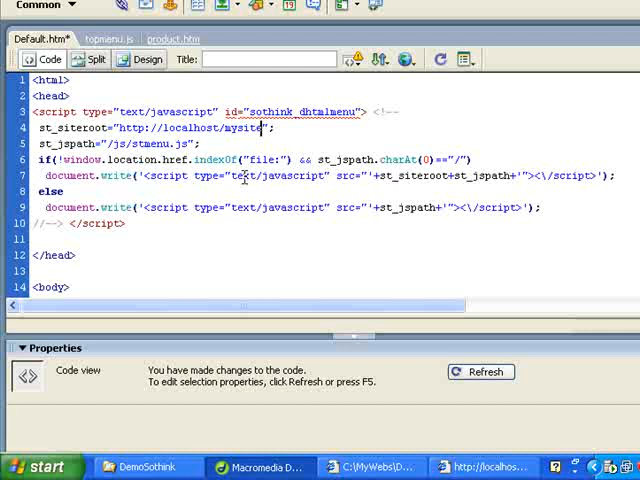 Common
Default.htm* topmenu.js product.htm
Code Split Design Title:
1 <html>
2 <head>
3 <script type="text/javascript" id="sothink_dhtmlmenu"> <!--
4 st_siteroot="http://localhost/mysite";
5 st_jspath="/js/stmenu.js";
6 if(!window.location.href.indexOf("file:") && st_jspath.charAt(0)=="/")
7 document.write('<script type="text/javascript" src="'+st_siteroot+st_jspath+'"><\/script>');
8 else
9 document.write('<script type="text/javascript" src="'+st_jspath+'"><\/script>');
10 //--> </script>
11
12 </head>
13
14 <body>
Properties
Code view
You have made changes to the code.
To edit selection properties, click Refresh or press F5.
Refresh
start DemoSothink Macromedia D... C:\MyWebs\D... http://localhos...